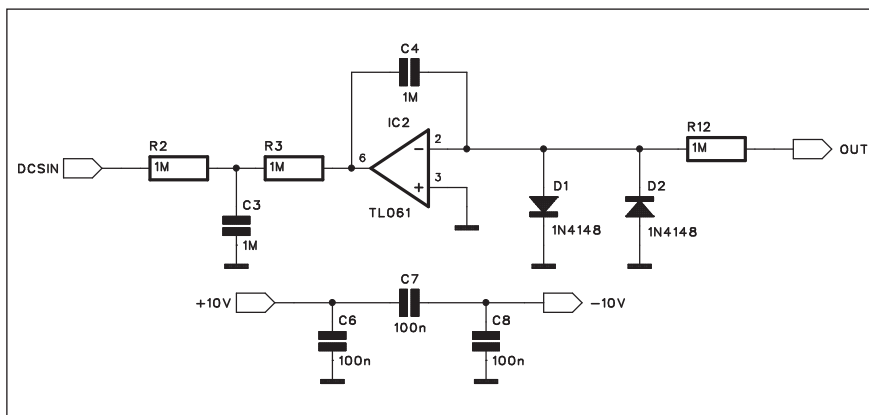 C4
1M
IC2
R2
R3
6
2
R12
DCSIN
1M
1M
−
1M
OUT
3
+
C3
TL061
D1
D2
1M
1N4148
1N4148
C7
+10V
-10V
C6
100n
C8
100n
100n